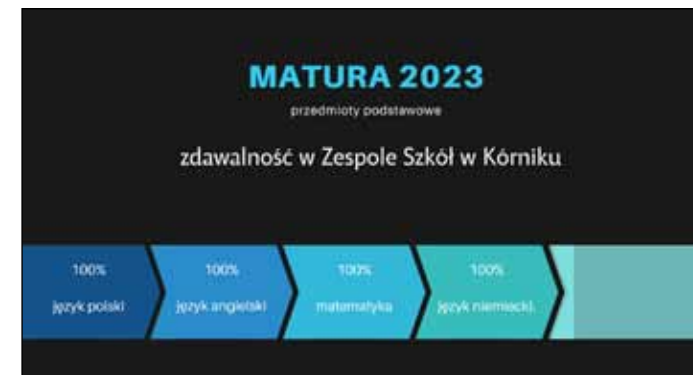 MATURA 2023
przedmioty podstawowe
zdawalność w Zespole Szkół w Kórniku
100% 100% 100% 100%
język polski język angielski matematyka język niemiecki.